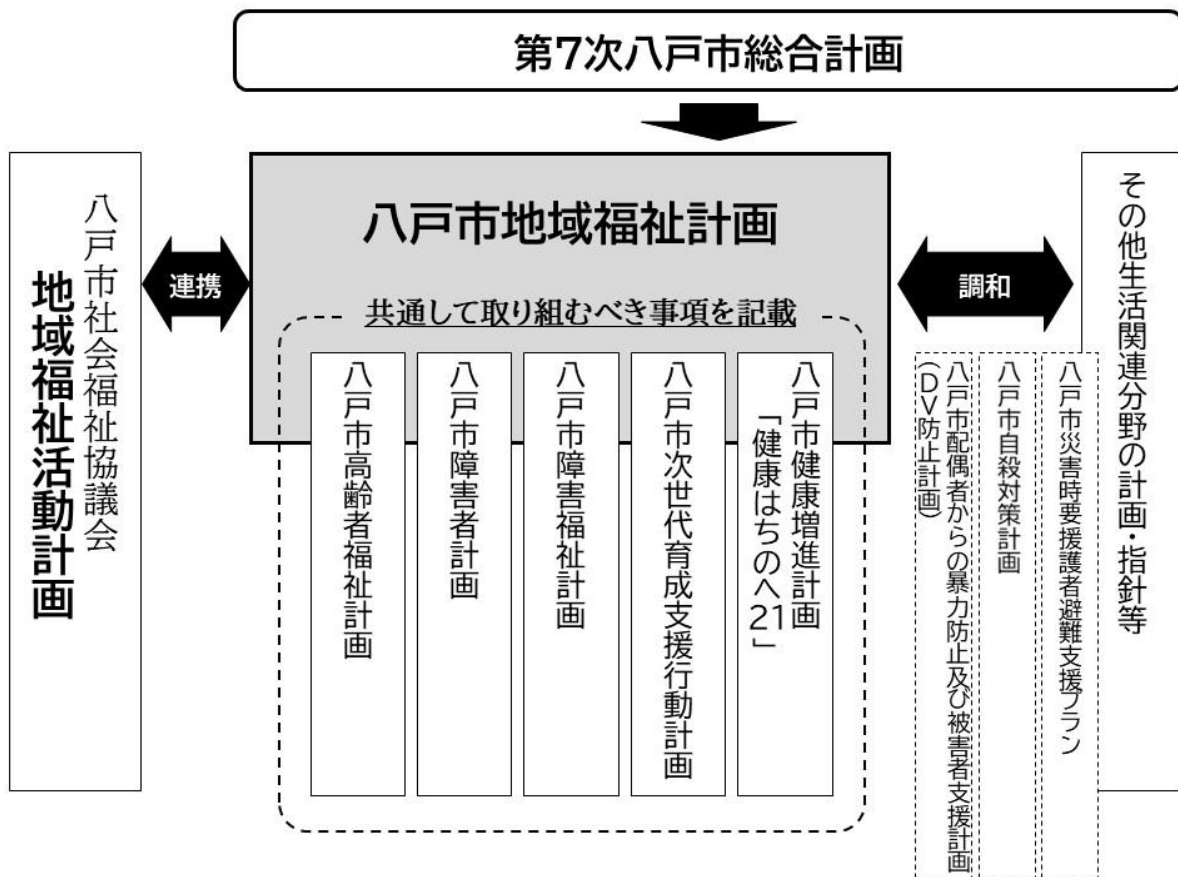 第7次八戸市総合計画
八戸市社会福祉協議会
地域福祉活動計画
連携
八戸市地域福祉計画
共通して取り組むべき事項を記載
八戸市高齢者福祉計画
八戸市障害者計画
八戸市障害福祉計画
八戸市次世代育成支援行動計画
八戸市健康増進計画
「健康はちのへ21」
調和
その他生活関連分野の計画・指針等
八戸市災害時要援護者避難支援プラン
八戸市自殺対策計画
八戸市配偶者からの暴力防止及び被害者支援計画
(DV防止計画)